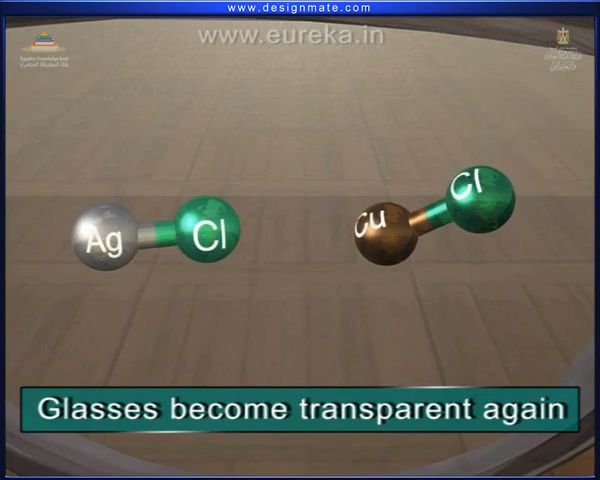 www.designmate.com
www.eureka.in
Ag
Cl
Cu
Cl
Glasses become transparent again